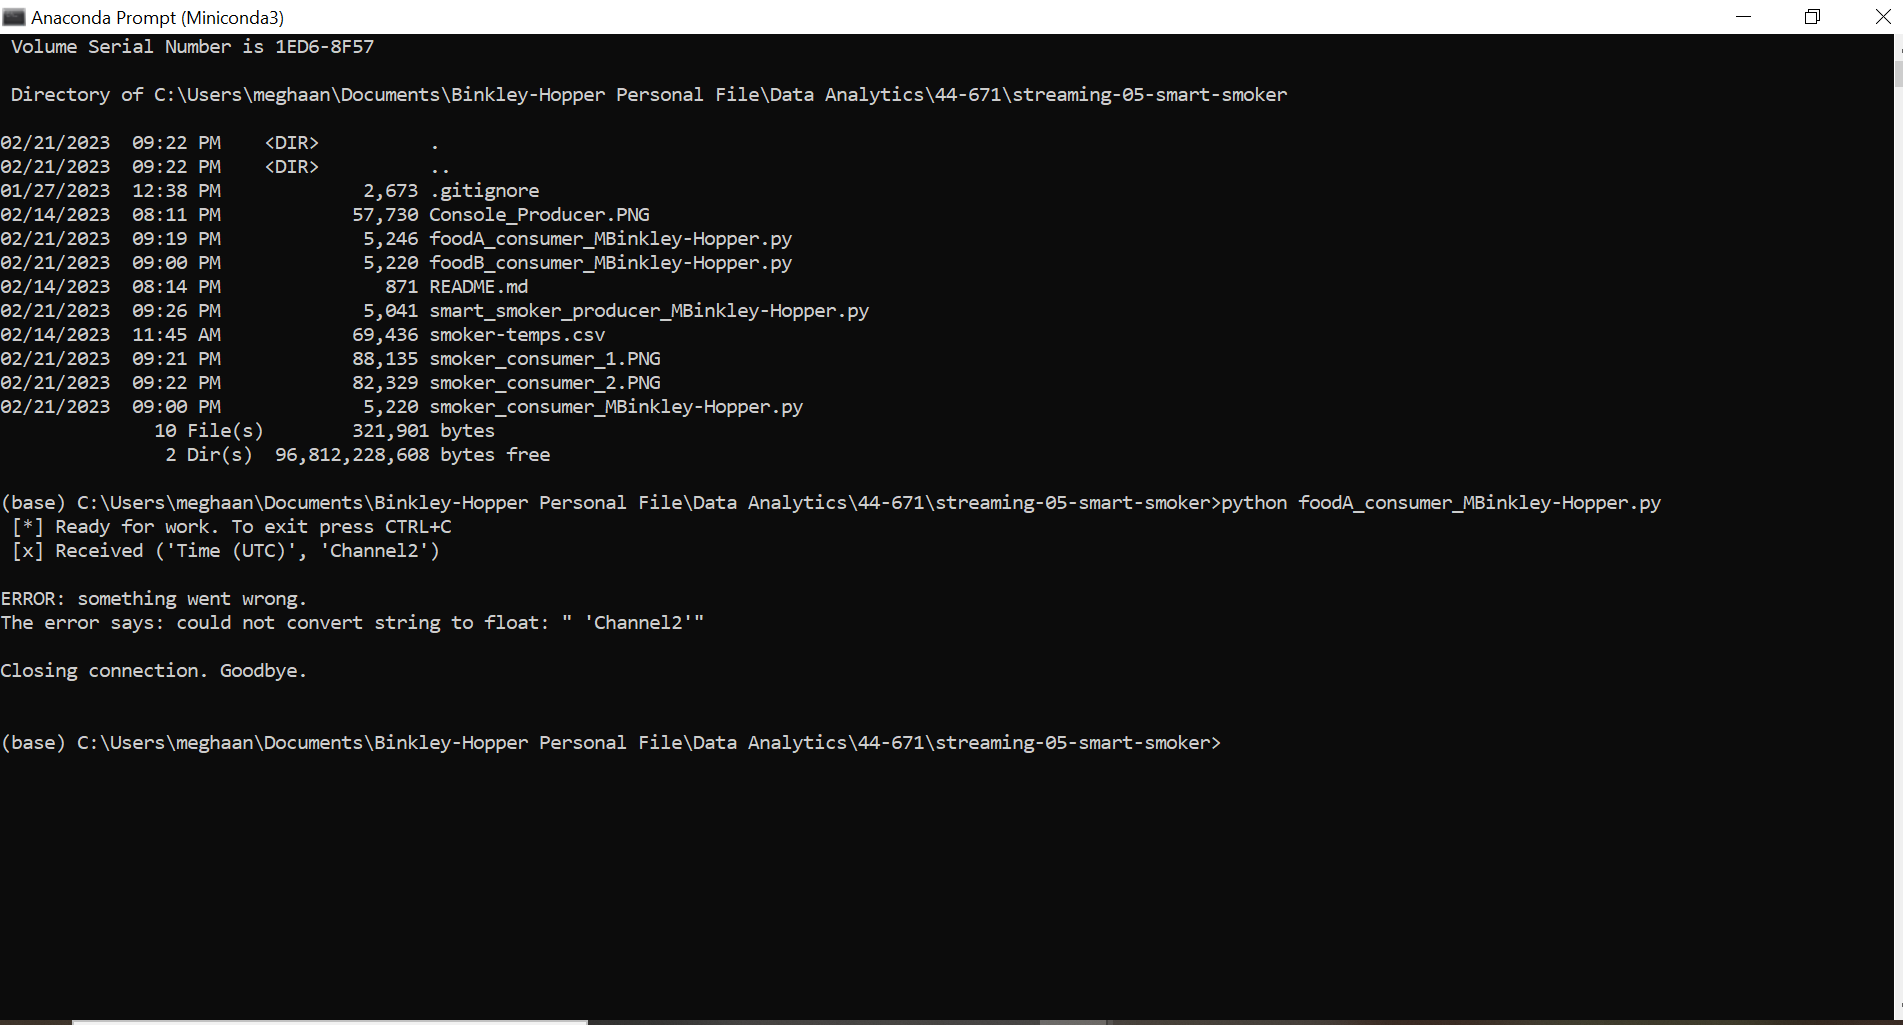 Anaconda Prompt (Miniconda3)
Volume Serial Number is 1ED6-8F57
Directory of C:\Users\meghaan\Documents\Binkley-Hopper Personal File\Data Analytics\44-671\streaming-05-smart-smoker
02/21/2023  09:22 PM    <DIR>          .
02/21/2023  09:22 PM    <DIR>          ..
01/27/2023  12:38 PM             2,673 .gitignore
02/14/2023  08:11 PM            57,730 Console_Producer.PNG
02/21/2023  09:19 PM             5,246 foodA_consumer_MBinkley-Hopper.py
02/21/2023  09:00 PM             5,220 foodB_consumer_MBinkley-Hopper.py
02/14/2023  08:14 PM               871 README.md
02/21/2023  09:26 PM             5,041 smart_smoker_producer_MBinkley-Hopper.py
02/14/2023  11:45 AM            69,436 smoker-temps.csv
02/21/2023  09:21 PM            88,135 smoker_consumer_1.PNG
02/21/2023  09:22 PM            82,329 smoker_consumer_2.PNG
02/21/2023  09:00 PM             5,220 smoker_consumer_MBinkley-Hopper.py
10 File(s)        321,901 bytes
2 Dir(s)  96,812,228,608 bytes free
(base) C:\Users\meghaan\Documents\Binkley-Hopper Personal File\Data Analytics\44-671\streaming-05-smart-smoker>python foodA_consumer_MBinkley-Hopper.py
[*] Ready for work. To exit press CTRL+C
[x] Received ('Time (UTC)', 'Channel2')
ERROR: something went wrong.
The error says: could not convert string to float: " 'Channel2'"
Closing connection. Goodbye.
(base) C:\Users\meghaan\Documents\Binkley-Hopper Personal File\Data Analytics\44-671\streaming-05-smart-smoker>